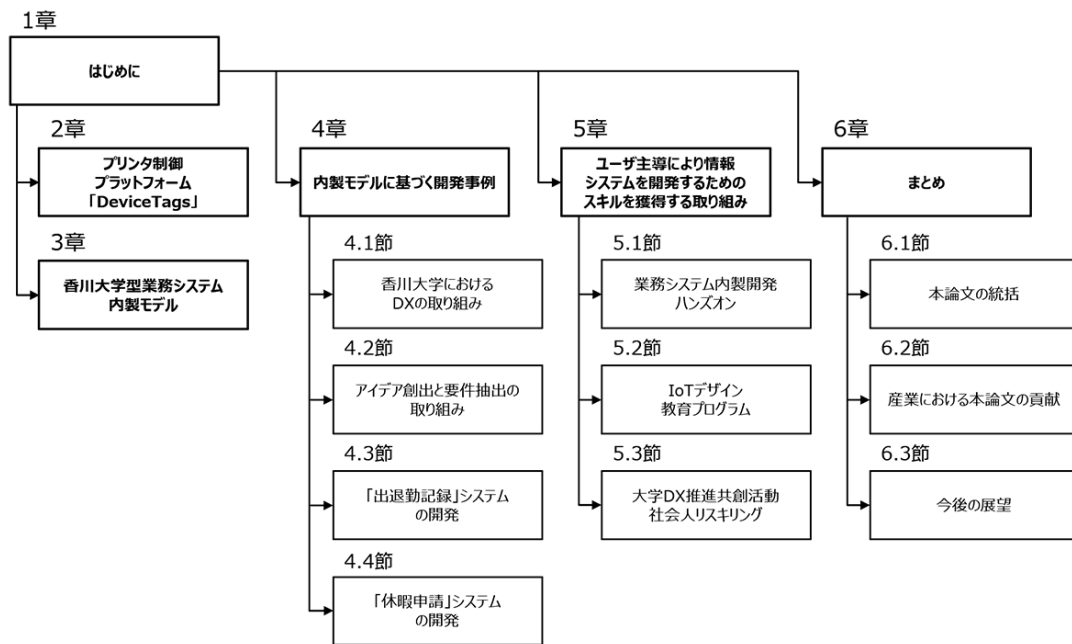 1章
はじめに
2章
プリンタ制御
プラットフォーム
「DeviceTags」
3章
香川大学型業務システム
内製モデル
4章
内製モデルに基づく開発事例
4.1節
香川大学における
DXの取り組み
4.2節
アイデア創出と要件抽出の
取り組み
4.3節
「出退勤記録」システム
の開発
4.4節
「休暇申請」システム
の開発
5章
ユーザ主導により情報
システムを開発するための
スキルを獲得する取り組み
5.1節
業務システム内製開発
ハンズオン
5.2節
IoTデザイン
教育プログラム
5.3節
大学DX推進共創活動
社会人リスキリング
6章
まとめ
6.1節
本論文の統括
6.2節
産業における本論文の貢献
6.3節
今後の展望